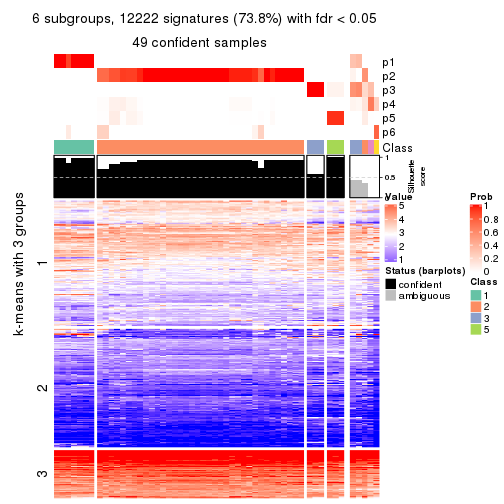 6 subgroups, 12222 signatures (73.8%) with fdr < 0.05
49 confident samples
p1
p2
p3
p4
p5
p6
Class
1
0.5
0
Silhouette
score
k-means with 3 groups
1
2
3
Value
5
4
3
2
1
Status (barplots)
confident
ambiguous
Prob
1
0.8
0.6
0.4
0.2
0
Class
1
2
3
5